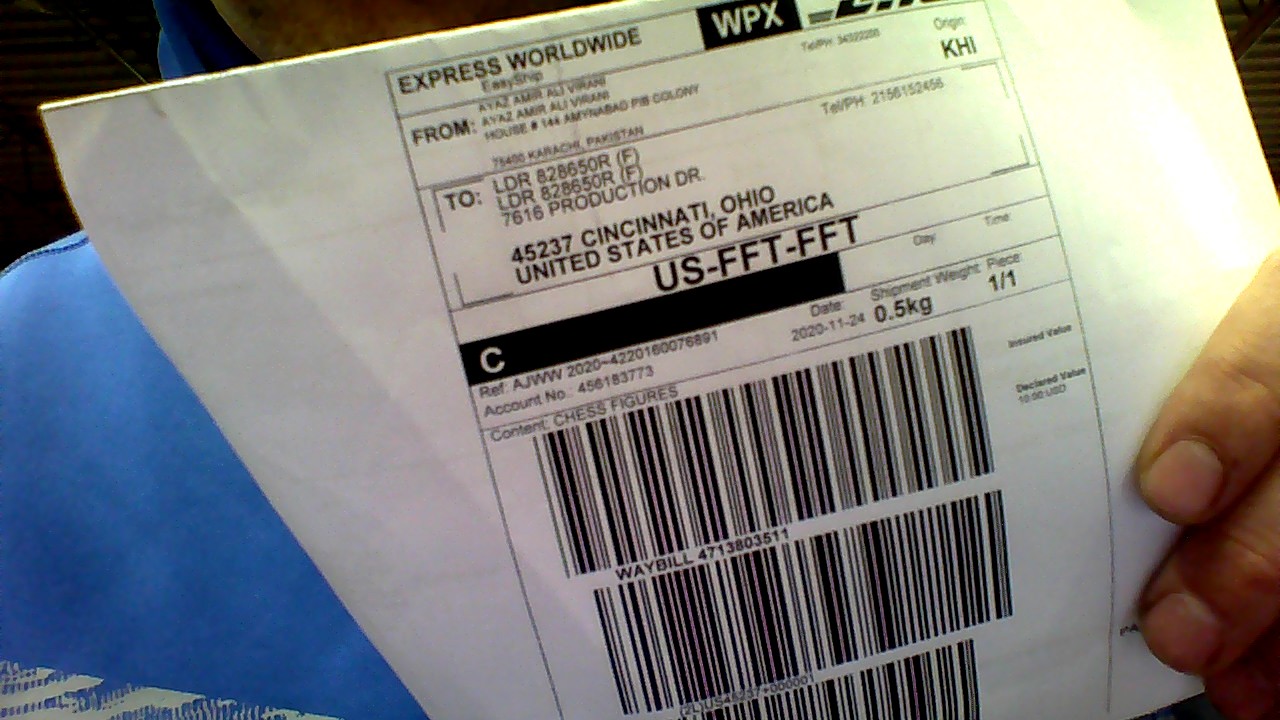 EXPRESS WORLDWIDE
WPX
EasyShip
Origin:
KHI
FROM:
AYAZ AMIR ALI VIRANI
AYAZ AMIR ALI VIRANI
HOUSE # 144 AMYNABAD PIB COLONY
75400 KARACHI, PAKISTAN
TO:
LDR 828650R (F)
LDR 828650R (F)
7616 PRODUCTION DR.
Tel/PH: 2156152456
45237 CINCINNATI, OHIO
UNITED STATES OF AMERICA
US-FFT-FFT
C
Day:
Time:
Ref: AJWW 2020-4220160076891
Account No.: 456183773
Date:
2020-11-24
Shipment Weight:
0.5kg
Piece:
1/1
Content: CHESS FIGURES
Insured Value
Declared Value
10.00 USD
WAYBILL 4713803511